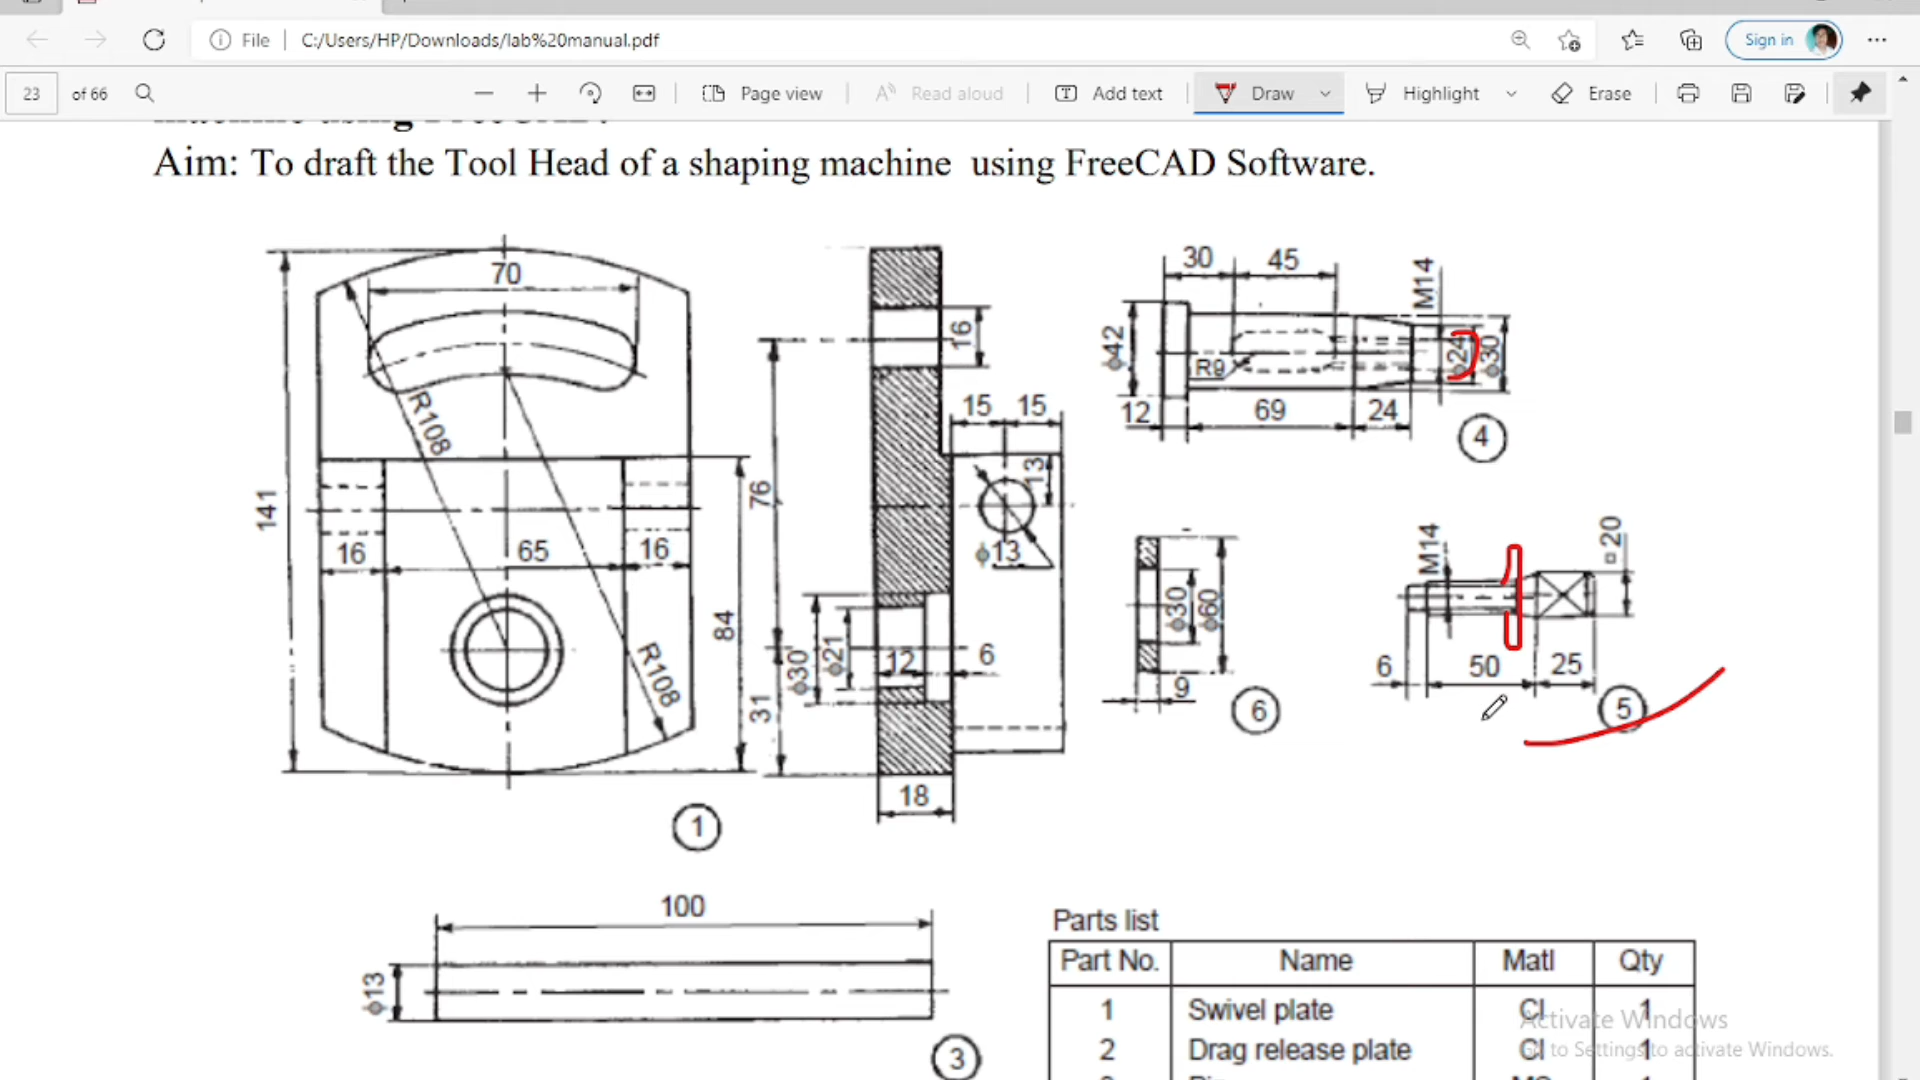 File C:/Users/HP/Downloads/lab%20manual.pdf
Sign in
23 of 66
Page view
Read aloud
Add text
Draw
Highlight
Erase
Aim: To draft the Tool Head of a shaping machine using FreeCAD Software.
70
R108
141
16
65
16
R108
84
1
76
31
16
15
15
13
ϕ13
ϕ30
ϕ21
12
6
18
30
45
M14
ϕ42
R9
ϕ24
ϕ30
12
69
24
4
ϕ30
ϕ60
9
6
M14
□20
6
50
25
5
100
ϕ13
3
Parts list
Part No. Name Matl Qty
1 Swivel plate CI 1
2 Drag release plate CI 1
Activate Windows
Go to Settings to activate Windows.